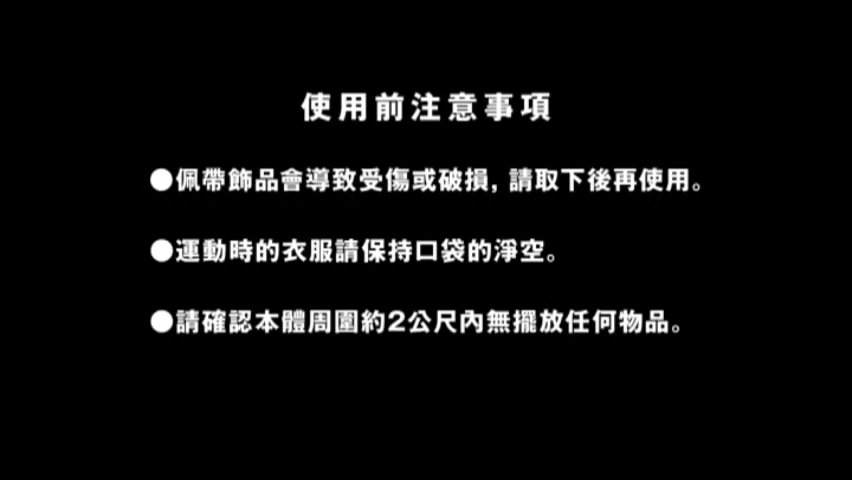 使用前注意事項
●佩帶飾品會導致受傷或破損，請取下後再使用。
●運動時的衣服請保持口袋的淨空。
●請確認本體周圍約2公尺內無擺放任何物品。